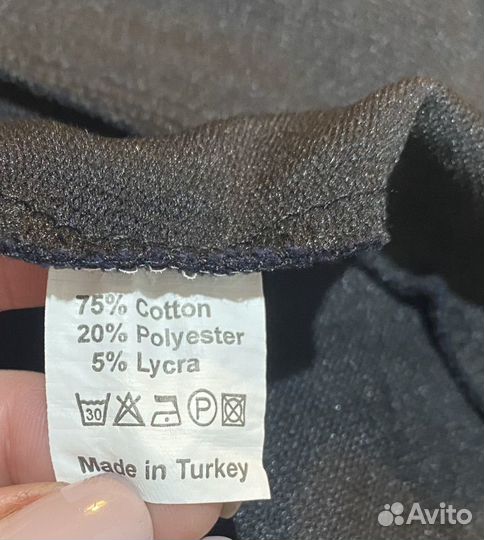 75% Cotton
20% Polyester
5% Lycra
30 P
Made in Turkey
Avito